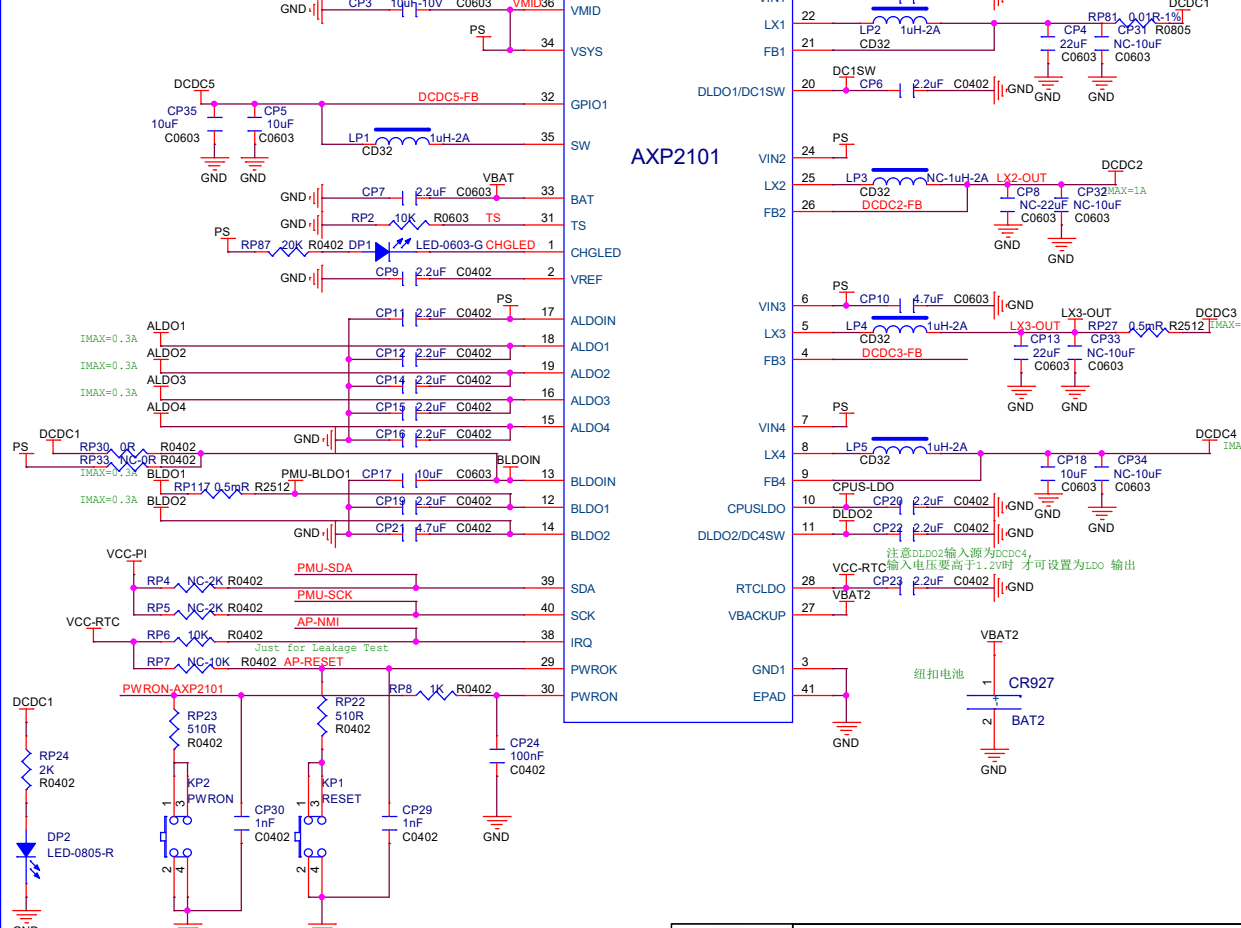 GND CP3 10uF-10V C0603 VMID 36 VMID
PS
34 VSYS
DCDC5
CP35 10uF C0603
CP5 10uF C0603
GND GND
DCDC5-FB 32 GPIO1
LP1 1uH-2A CD32 35 SW
VBAT
GND CP7 2.2uF C0603 33 BAT
GND RP2 10K R0603 TS 31 TS
PS
RP87 20K R0402 DP1 LED-0603-G CHGLED 1 CHGLED
GND CP9 2.2uF C0402 2 VREF
PS
CP11 2.2uF C0402 17 ALDOIN
ALDO1
IMAX=0.3A 18 ALDO1
ALDO2 CP12 2.2uF C0402
IMAX=0.3A 19 ALDO2
ALDO3 CP14 2.2uF C0402
IMAX=0.3A 16 ALDO3
ALDO4 CP15 2.2uF C0402
15 ALDO4
GND CP16 2.2uF C0402
PS DCDC1
RP30 0R R0402
RP33 NC-0R R0402
BLDOIN
IMAX=0.3A BLDO1 PMU-BLDO1 CP17 10uF C0603 13 BLDOIN
RP117 0.5mR R2512
IMAX=0.3A BLDO2 CP19 2.2uF C0402 12 BLDO1
GND CP21 4.7uF C0402 14 BLDO2
VCC-PI
PMU-SDA
RP4 NC-2K R0402 39 SDA
PMU-SCK
RP5 NC-2K R0402 40 SCK
VCC-RTC
AP-NMI
RP6 10K R0402 38 IRQ
Just for Leakage Test
RP7 NC-10K R0402 AP-RESET 29 PWROK
PWRON-AXP2101 RP8 1K R0402 30 PWRON
DCDC1
RP24 2K R0402
DP2
LED-0805-R
RP23 510R R0402
RP22 510R R0402
CP24 100nF C0402
GND
KP2 PWRON
1 3
2 4
CP30 1nF C0402
KP1 RESET
1 3
2 4
CP29 1nF C0402
AXP2101
DCDC1
LX1 22 LP2 1uH-2A CD32
RP81 0.01R-1% R0805
FB1 21
CP4 22uF C0603
CP31 NC-10uF C0603
GND GND
DC1SW
DLDO1/DC1SW 20 CP6 2.2uF C0402 GND
PS
VIN2 24
DCDC2
LX2 25 LP3 NC-1uH-2A CD32 LX2-OUT
IMAX=1A
FB2 26 DCDC2-FB
CP8 NC-22uF C0603
CP32 NC-10uF C0603
GND GND
PS
VIN3 6 CP10 4.7uF C0603 GND
LX3-OUT DCDC3
LX3 5 LP4 1uH-2A CD32 LX3-OUT RP27 0.5mR R2512 IMAX=
FB3 4 DCDC3-FB
CP13 22uF C0603
CP33 NC-10uF C0603
GND GND
PS
VIN4 7
DCDC4
LX4 8 LP5 1uH-2A CD32
IMA
FB4 9
CP18 10uF C0603
CP34 NC-10uF C0603
GND GND
CPUS-LDO
CPUSLDO 10 CP20 2.2uF C0402 GND
DLDO2
DLDO2/DC4SW 11 CP22 2.2uF C0402 GND
注意DLDO2输入源为DCDC4,
输入电压要高于1.2V时 才可设置为LDO 输出
VCC-RTC
RTCLDO 28 CP23 2.2uF C0402 GND
VBAT2
VBACKUP 27
GND1 3
EPAD 41
GND
VBAT2
纽扣电池
1
CR927
+
BAT2
2
GND